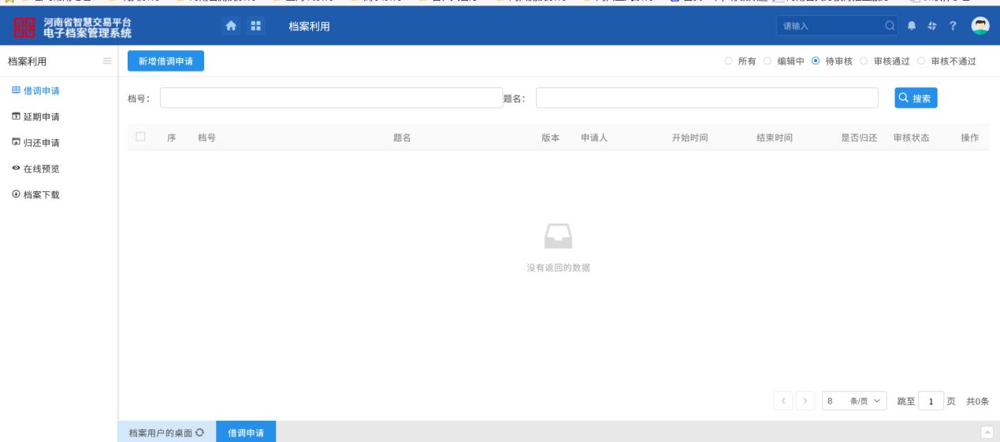 河南省智慧交易平台
电子档案管理系统
档案利用
请输入
?
档案利用
新增借调申请
所有 编辑中 待审核 审核通过 审核不通过
借调申请
延期申请
归还申请
在线预览
档案下载
档号：
题名：
搜索
序 档号 题名 版本 申请人 开始时间 结束时间 是否归还 审核状态 操作
没有返回的数据
< > 8 条/页 跳至 1 页 共0条
档案用户的桌面 借调申请